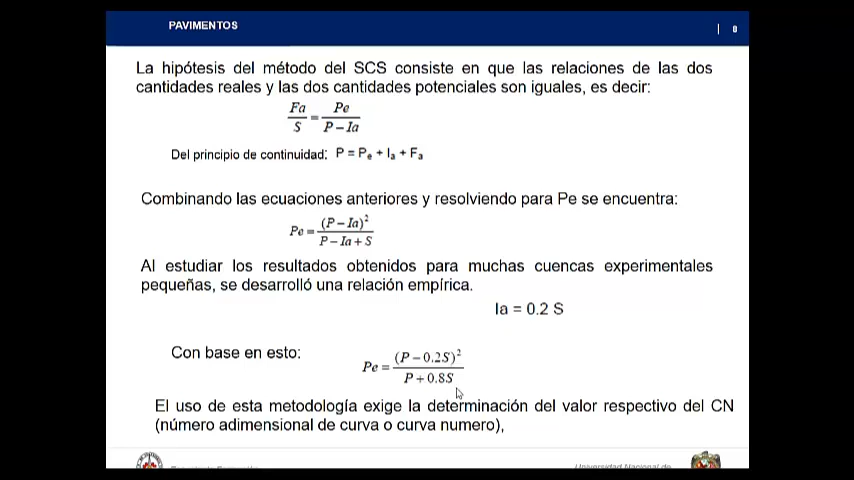 PAVIMENTOS
| 8
La hipótesis del método del SCS consiste en que las relaciones de las dos
cantidades reales y las dos cantidades potenciales son iguales, es decir:
Fa/S = Pe/(P – Ia)
Del principio de continuidad: P = Pe + Ia + Fa
Combinando las ecuaciones anteriores y resolviendo para Pe se encuentra:
Pe = (P – Ia)²/(P – Ia + S)
Al estudiar los resultados obtenidos para muchas cuencas experimentales
pequeñas, se desarrolló una relación empírica.
Ia = 0.2 S
Con base en esto:
Pe = (P – 0.2S)²/(P + 0.8S)
El uso de esta metodología exige la determinación del valor respectivo del CN
(número adimensional de curva o curva numero),
Universidad Nacional de